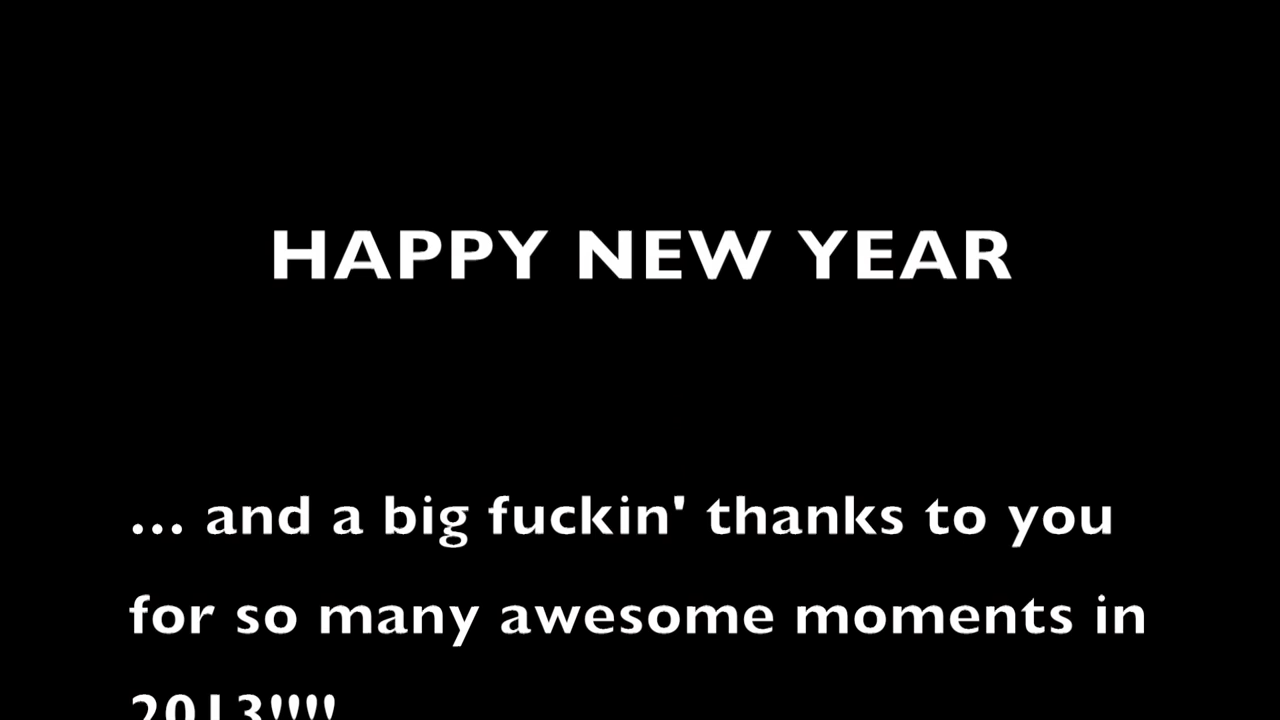 HAPPY NEW YEAR
... and a big fuckin' thanks to you
for so many awesome moments in
2013!!!!